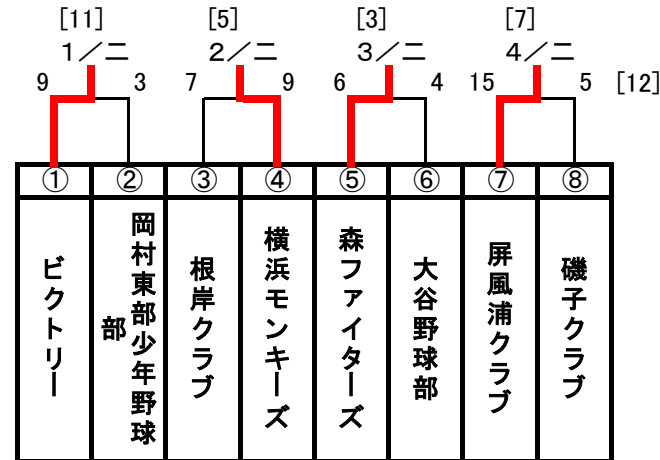 [11] [5] [3] [7]
1／二 2／二 3／二 4／二
9 3 7 9 6 4 15 5 [12]
① ② ③ ④ ⑤ ⑥ ⑦ ⑧
ビクトリー
岡村東部少年野球
部
根岸クラブ
横浜モンキーズ
森ファイターズ
大谷野球部
屏風浦クラブ
磯子クラブ